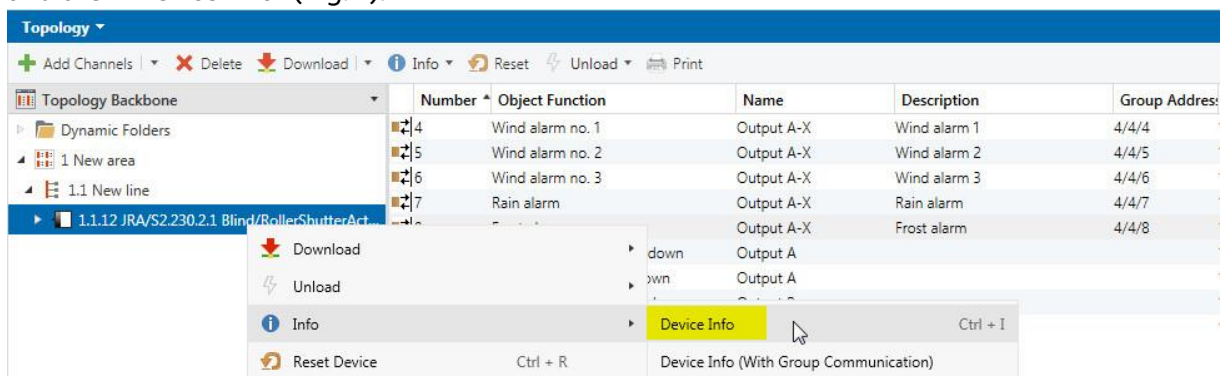 Topology
Add Channels Delete Download Info Reset Unload Print
Topology Backbone
Number Object Function Name Description Group Address
Dynamic Folders
4 Wind alarm no. 1 Output A-X Wind alarm 1 4/4/4
1 New area
5 Wind alarm no. 2 Output A-X Wind alarm 2 4/4/5
6 Wind alarm no. 3 Output A-X Wind alarm 3 4/4/6
1.1 New line
7 Rain alarm Output A-X Rain alarm 4/4/7
1.1.12 JRA/S2.230.2.1 Blind/RollerShutterAct...
Output A-X Frost alarm 4/4/8
Download
down Output A
Unload
Output A
Info
Device Info Ctrl + I
Reset Device Ctrl + R
Device Info (With Group Communication)